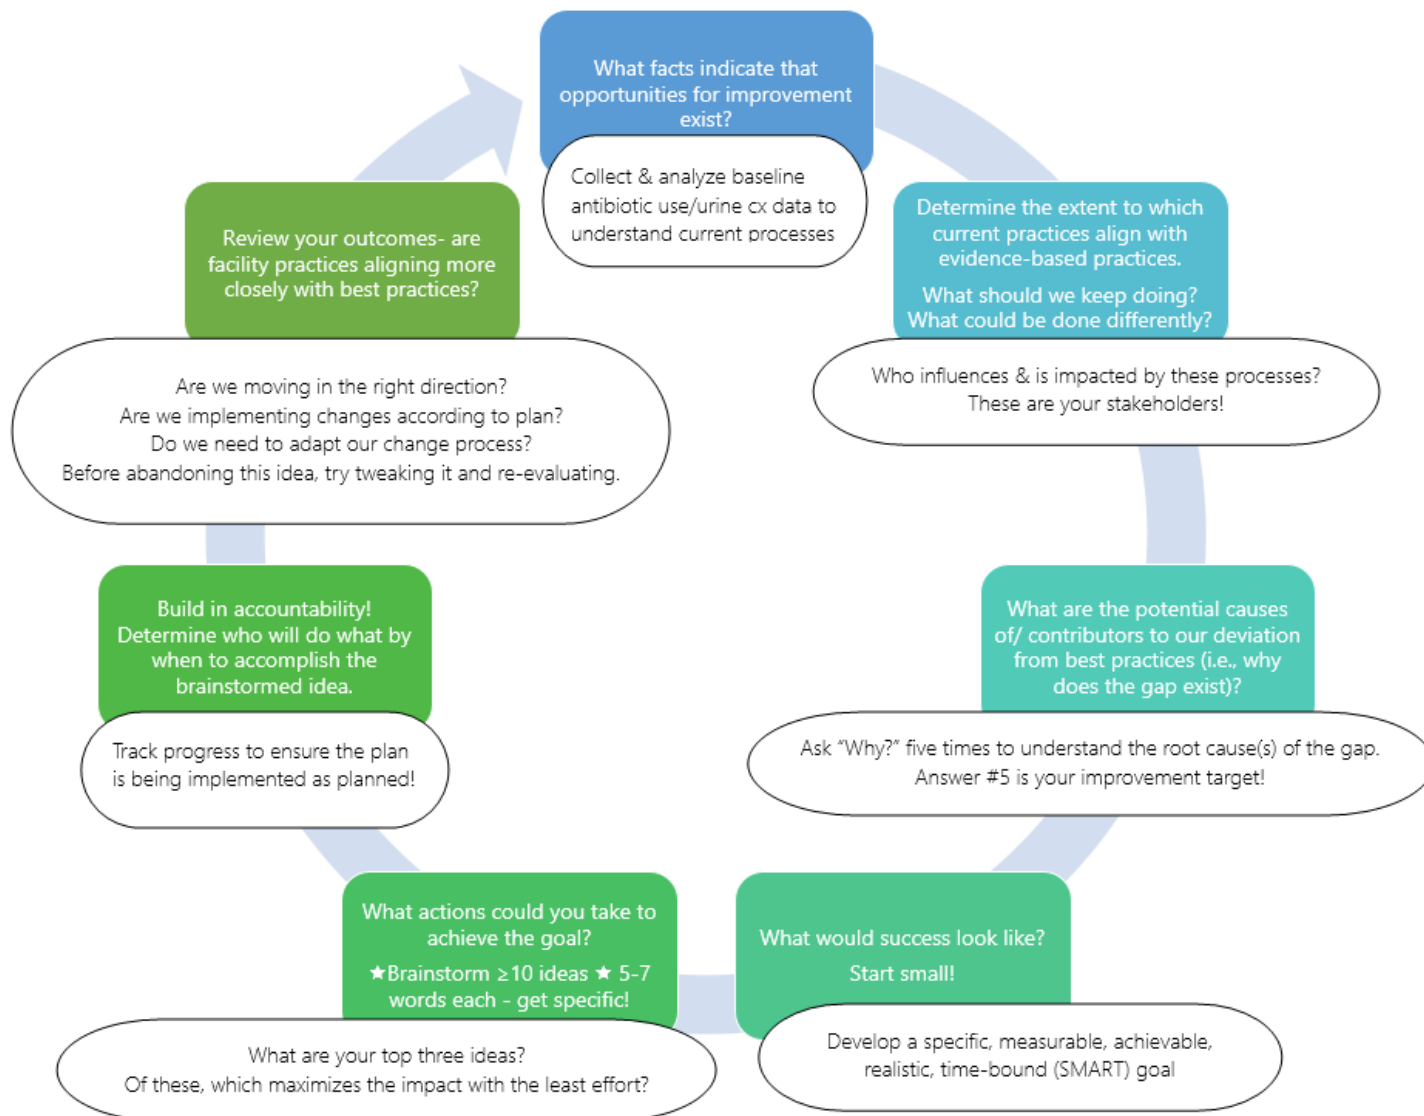 What facts indicate that
opportunities for improvement
exist?
Collect & analyze baseline
antibiotic use/urine cx data to
understand current processes
Determine the extent to which
current practices align with
evidence-based practices.
What should we keep doing?
What could be done differently?
Who influences & is impacted by these processes?
These are your stakeholders!
What are the potential causes
of/ contributors to our deviation
from best practices (i.e., why
does the gap exist)?
Ask “Why?” five times to understand the root cause(s) of the gap.
Answer #5 is your improvement target!
What would success look like?
Start small!
Develop a specific, measurable, achievable,
realistic, time-bound (SMART) goal
What actions could you take to
achieve the goal?
★Brainstorm ≥10 ideas ★ 5-7
words each - get specific!
What are your top three ideas?
Of these, which maximizes the impact with the least effort?
Build in accountability!
Determine who will do what by
when to accomplish the
brainstormed idea.
Track progress to ensure the plan
is being implemented as planned!
Review your outcomes- are
facility practices aligning more
closely with best practices?
Are we moving in the right direction?
Are we implementing changes according to plan?
Do we need to adapt our change process?
Before abandoning this idea, try tweaking it and re-evaluating.